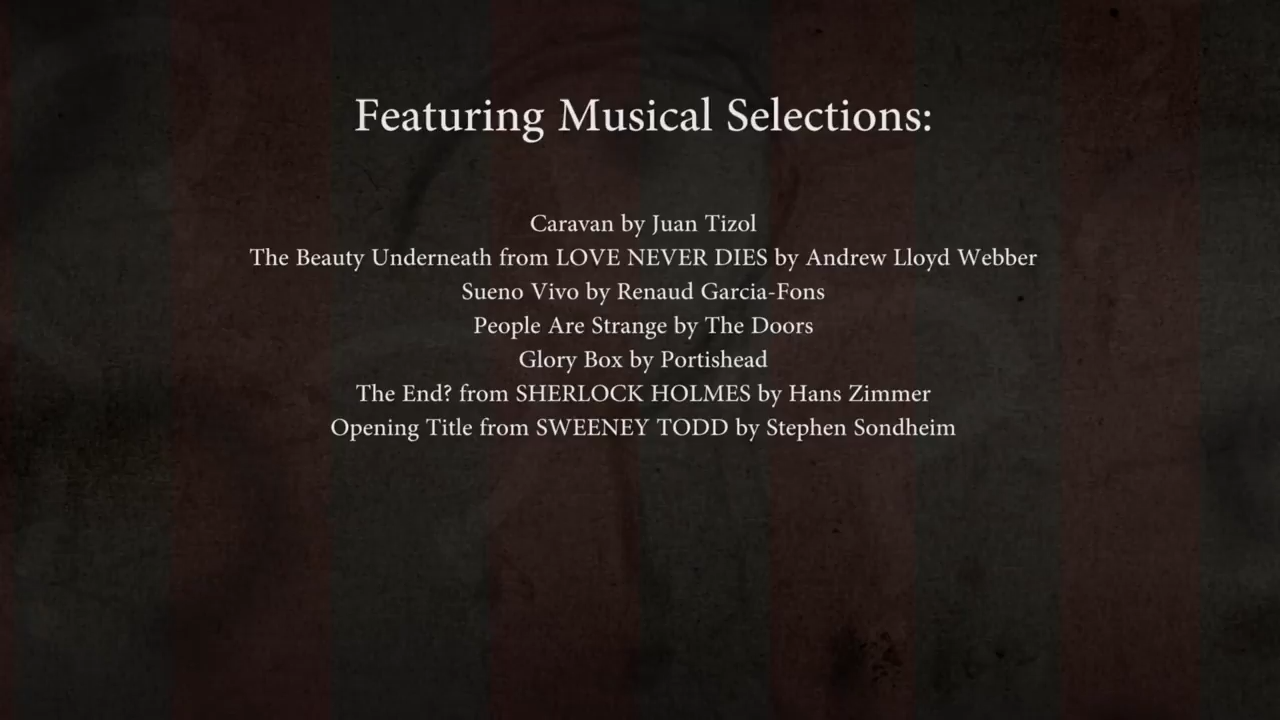 Featuring Musical Selections:
Caravan by Juan Tizol
The Beauty Underneath from LOVE NEVER DIES by Andrew Lloyd Webber
Sueno Vivo by Renaud Garcia-Fons
People Are Strange by The Doors
Glory Box by Portishead
The End? from SHERLOCK HOLMES by Hans Zimmer
Opening Title from SWEENEY TODD by Stephen Sondheim